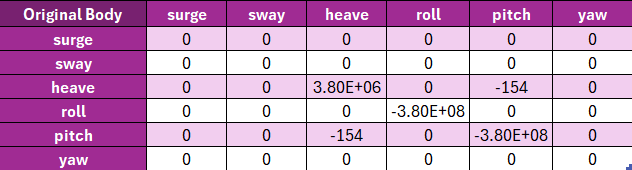 Original Body surge sway heave roll pitch yaw
surge 0 0 0 0 0 0
sway 0 0 0 0 0 0
heave 0 0 3.80E+06 0 -154 0
roll 0 0 0 -3.80E+08 0 0
pitch 0 0 -154 0 -3.80E+08 0
yaw 0 0 0 0 0 0